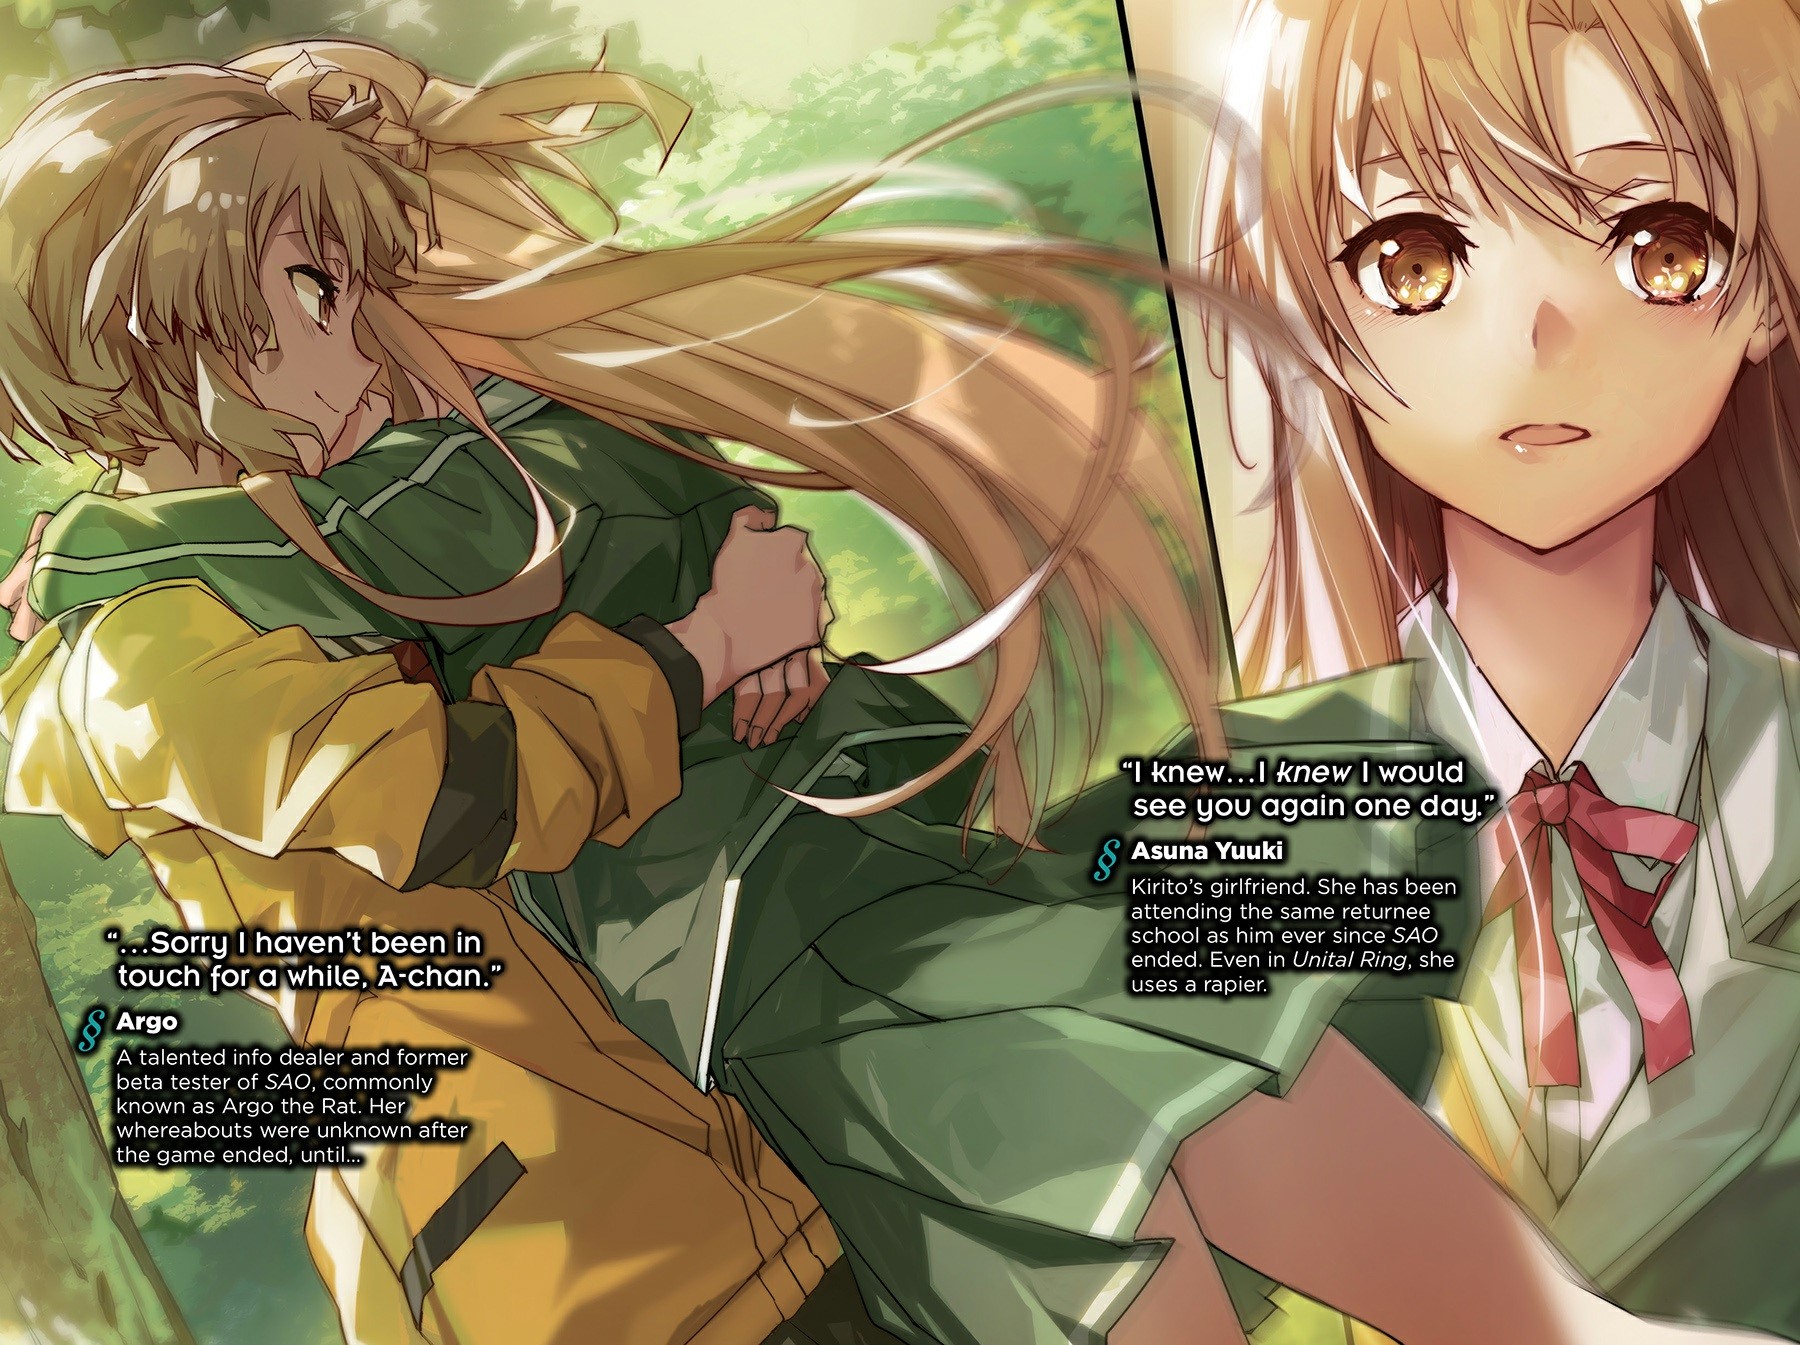 “I knew...I knew I would
see you again one day.”
Asuna Yuuki
Kirito’s girlfriend. She has been
attending the same returnee
school as him ever since SAO
ended. Even in Unital Ring, she
uses a rapier.
“...Sorry I haven’t been in
touch for a while, A-chan.”
Argo
A talented info dealer and former
beta tester of SAO, commonly
known as Argo the Rat. Her
whereabouts were unknown after
the game ended, until...